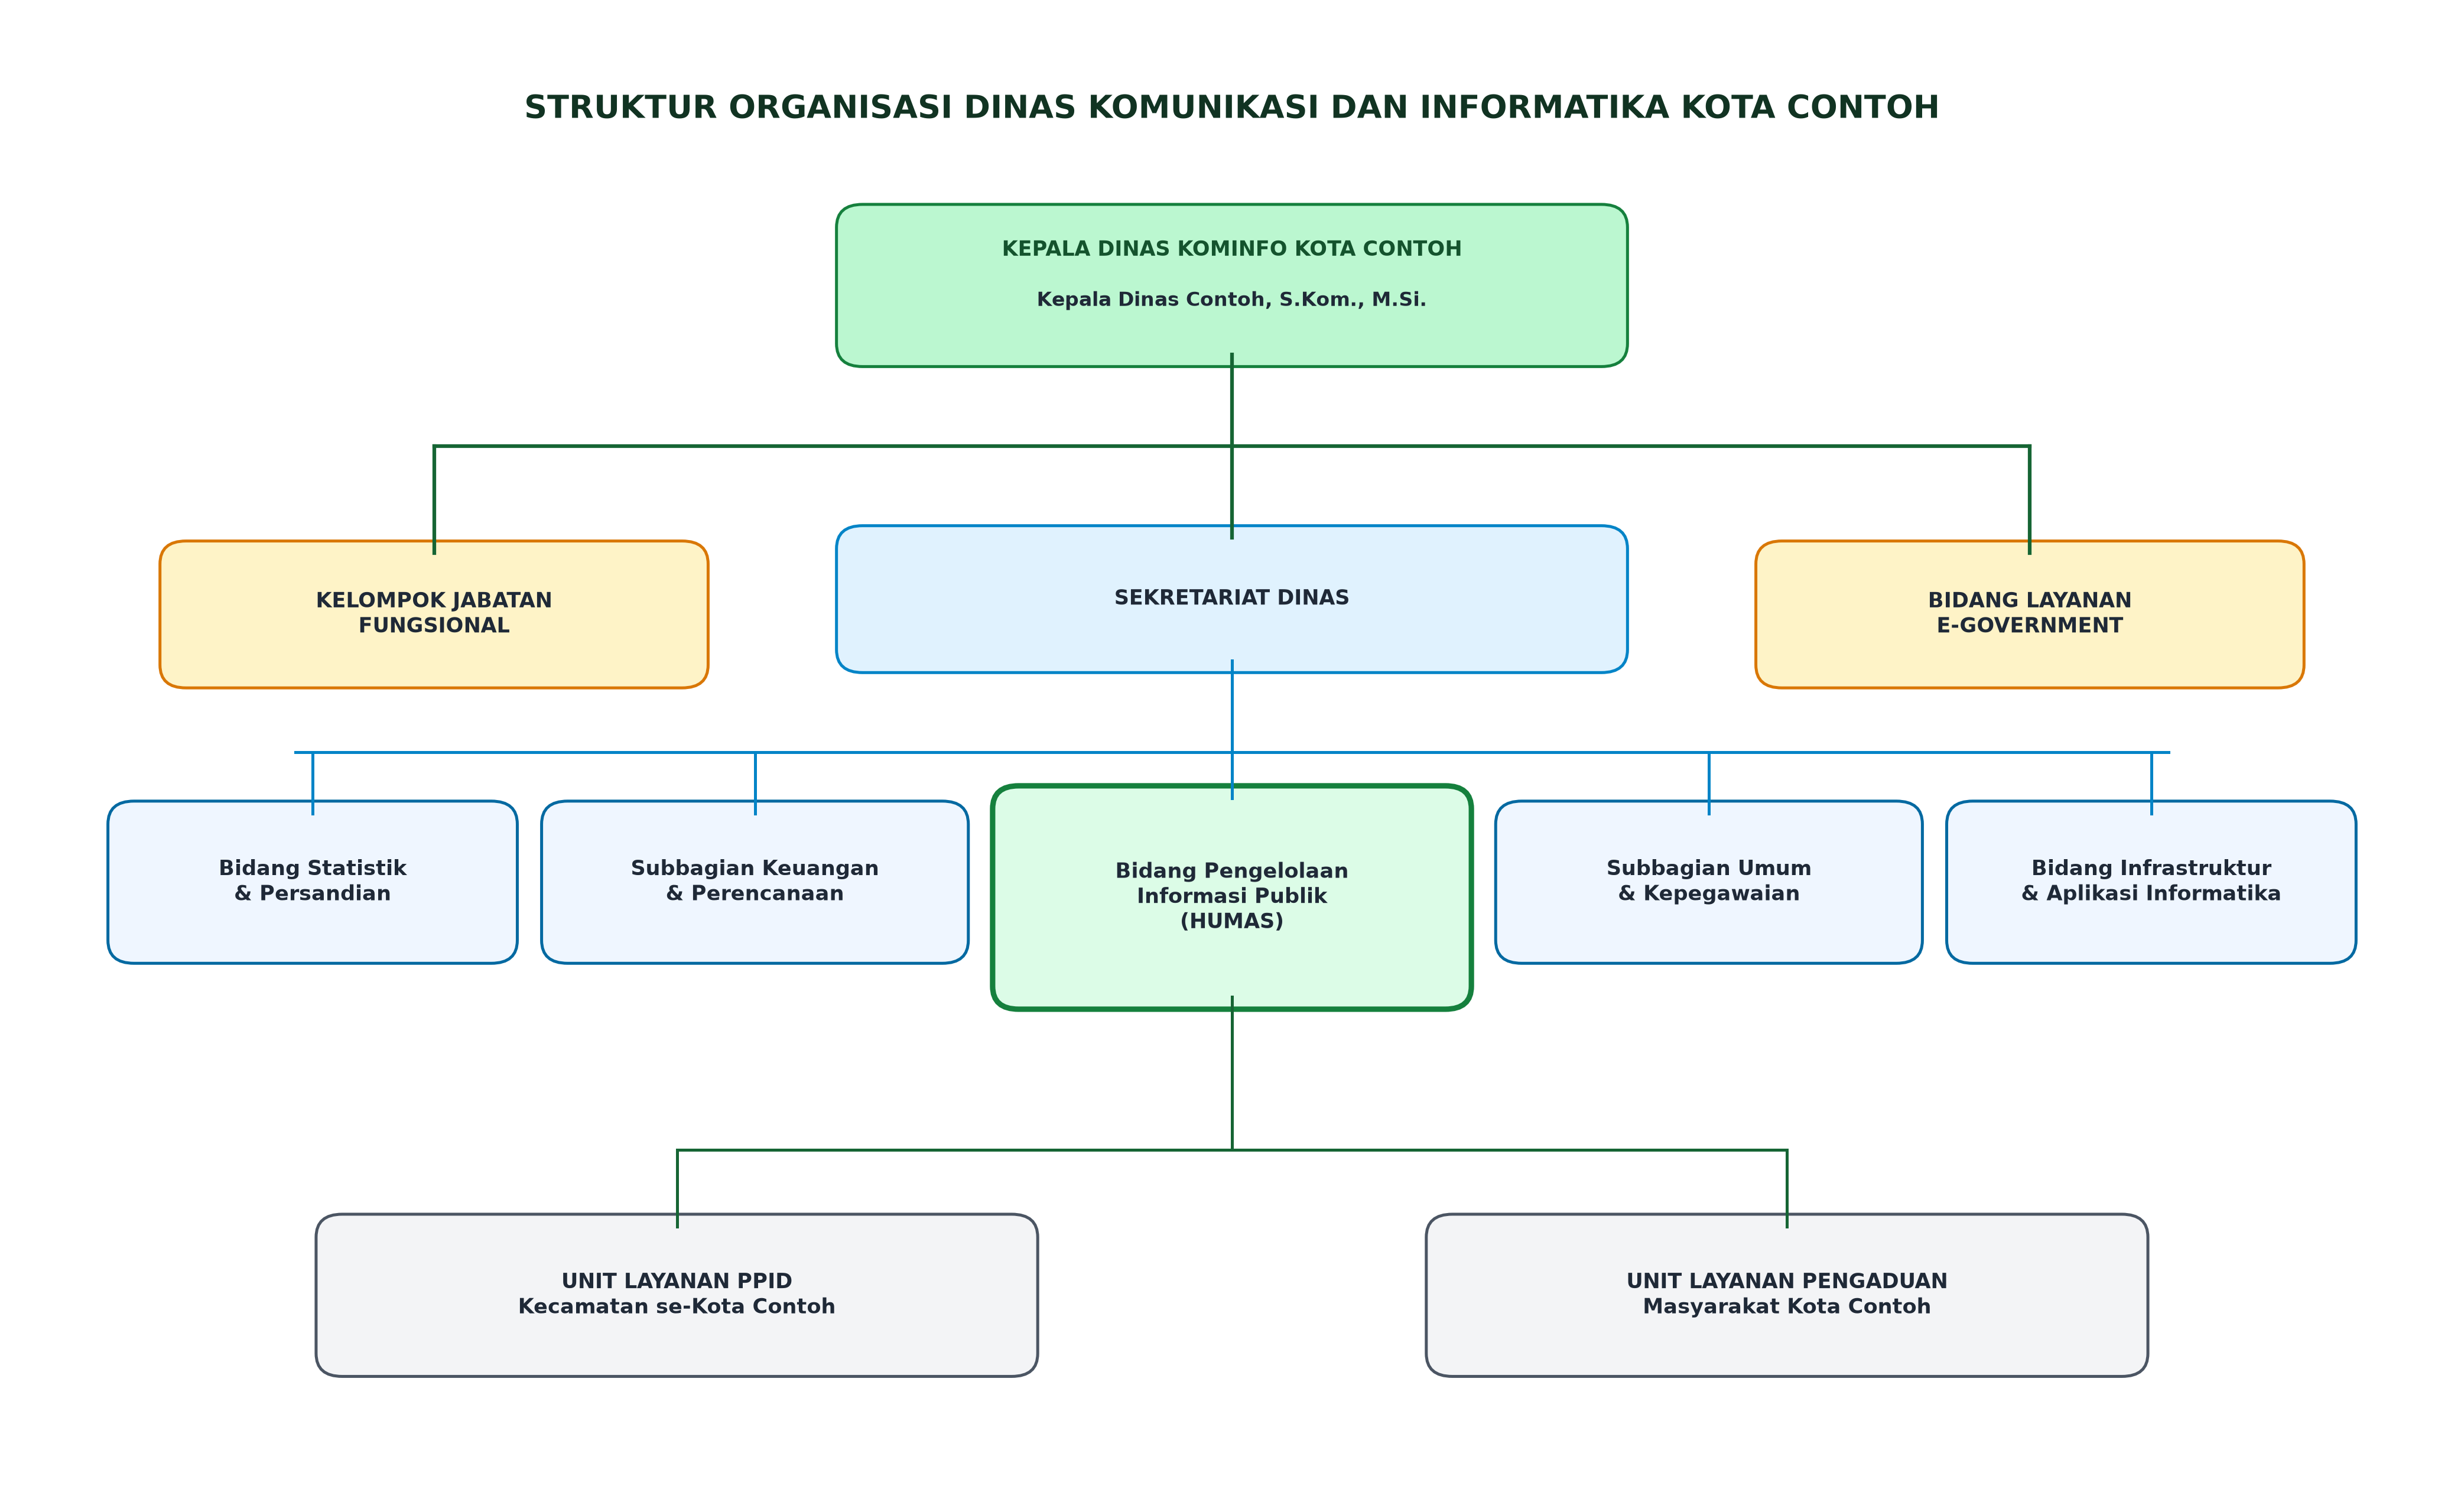 STRUKTUR ORGANISASI DINAS KOMUNIKASI DAN INFORMATIKA KOTA CONTOH
KEPALA DINAS KOMINFO KOTA CONTOH
Kepala Dinas Contoh, S.Kom., M.Si.
KELOMPOK JABATAN
FUNGSIONAL
SEKRETARIAT DINAS
BIDANG LAYANAN
E-GOVERNMENT
Bidang Statistik
& Persandian
Subbagian Keuangan
& Perencanaan
Bidang Pengelolaan
Informasi Publik
(HUMAS)
Subbagian Umum
& Kepegawaian
Bidang Infrastruktur
& Aplikasi Informatika
UNIT LAYANAN PPID
Kecamatan se-Kota Contoh
UNIT LAYANAN PENGADUAN
Masyarakat Kota Contoh